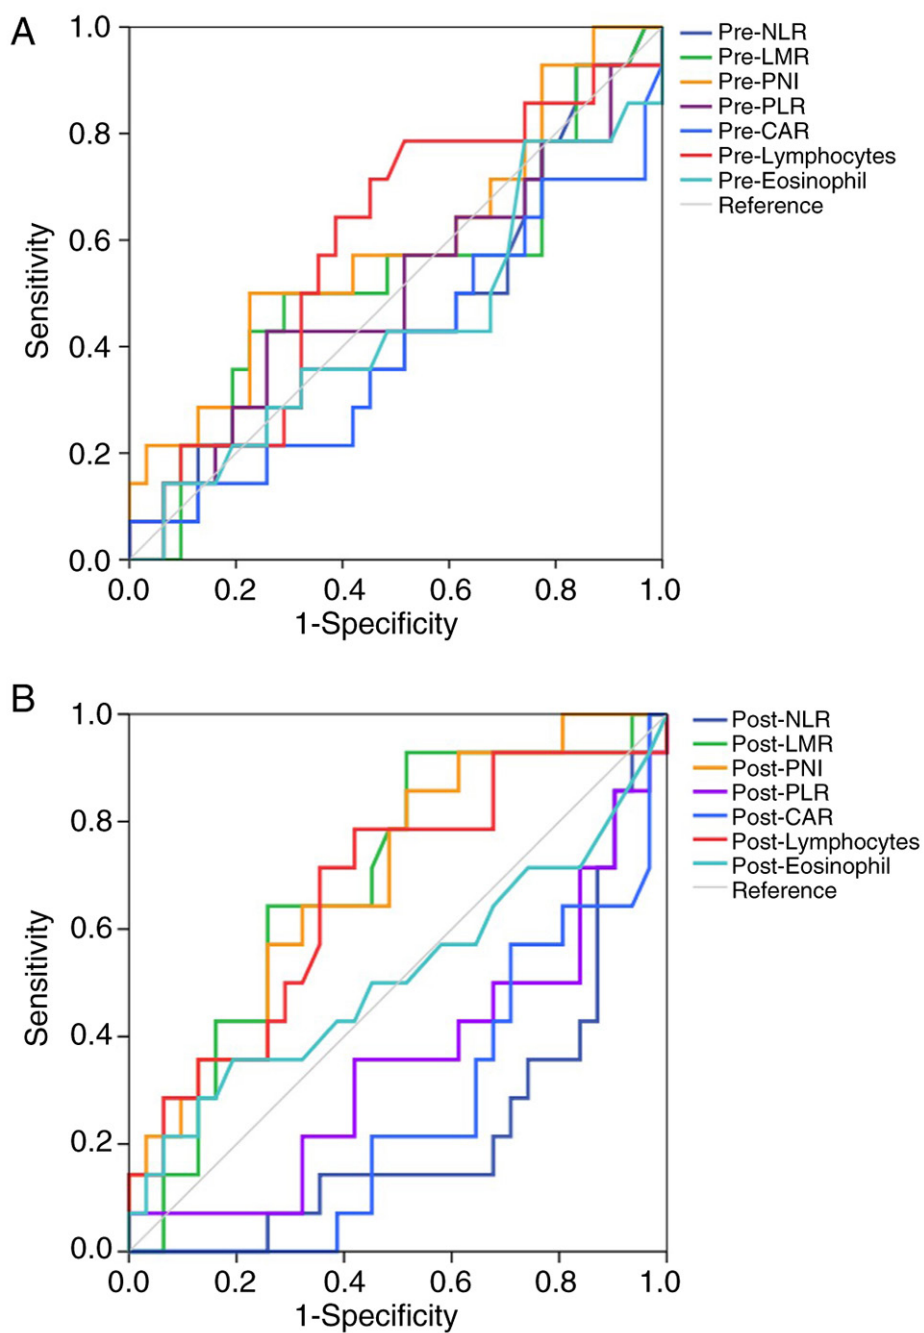 A
1.0
0.8
0.6
0.4
0.2
0.0
Sensitivity
0.0 0.2 0.4 0.6 0.8 1.0
1-Specificity
Pre-NLR
Pre-LMR
Pre-PNI
Pre-PLR
Pre-CAR
Pre-Lymphocytes
Pre-Eosinophil
Reference
B
1.0
0.8
0.6
0.4
0.2
0.0
Sensitivity
0.0 0.2 0.4 0.6 0.8 1.0
1-Specificity
Post-NLR
Post-LMR
Post-PNI
Post-PLR
Post-CAR
Post-Lymphocytes
Post-Eosinophil
Reference